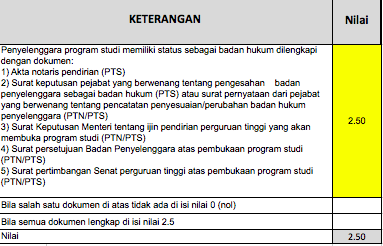 KETERANGAN Nilai
Penyelenggara program studi memiliki status sebagai badan hukum dilengkapi
dengan dokumen:
1) Akta notaris pendirian (PTS)
2) Surat keputusan pejabat yang berwenang tentang pengesahan badan
penyelenggara sebagai badan hukum (PTS) atau surat pernyataan dari pejabat
yang berwenang tentang pencatatan penyesuaian/perubahan badan hukum
penyelenggara (PTN/PTS)
3) Surat Keputusan Menteri tentang ijin pendirian perguruan tinggi yang akan
membuka program studi (PTN/PTS)
4) Surat persetujuan Badan Penyelenggara atas pembukaan program studi
(PTN/PTS)
5) Surat pertimbangan Senat perguruan tinggi atas pembukaan program studi
(PTN/PTS)
2.50
Bila salah satu dokumen di atas tidak ada di isi nilai 0 (nol)
Bila semua dokumen lengkap di isi nilai 2.5
Nilai 2.50